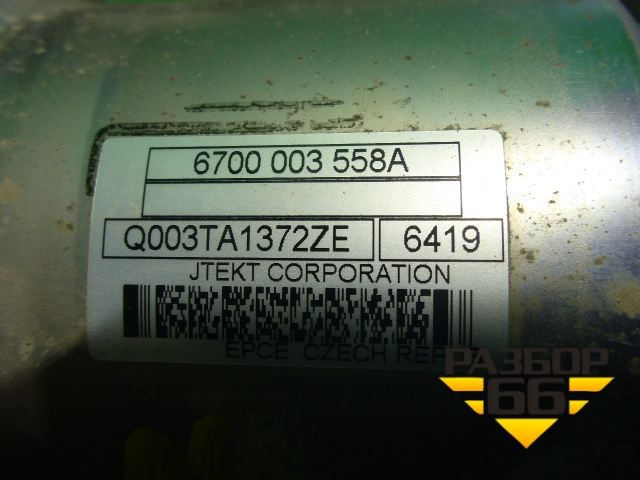 6700 003 558A
Q003TA1372ZE 6419
JTEKT CORPORATION
EPCE CZECH REP
РАЗБОР
66